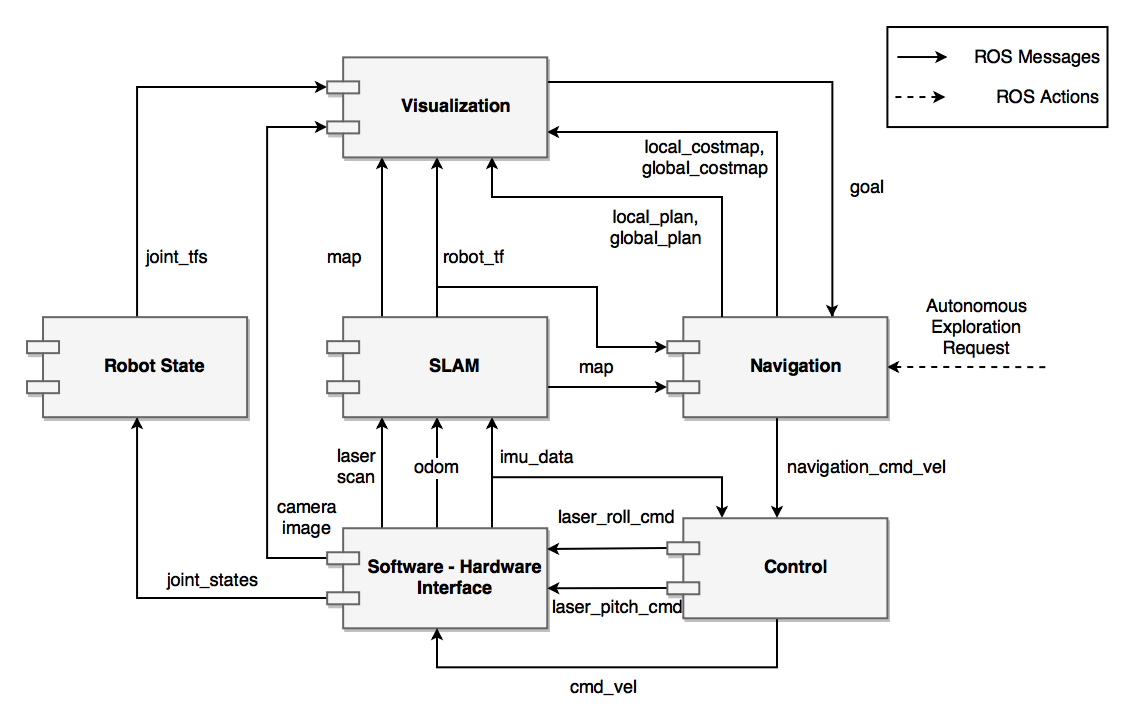 ROS Messages
ROS Actions
Visualization
local_costmap,
global_costmap
goal
local_plan,
global_plan
joint_tfs
map
robot_tf
Autonomous
Exploration
Request
Robot State
SLAM
map
Navigation
laser
scan
odom
imu_data
navigation_cmd_vel
camera
image
laser_roll_cmd
Software - Hardware
Interface
Control
joint_states
laser_pitch_cmd
cmd_vel